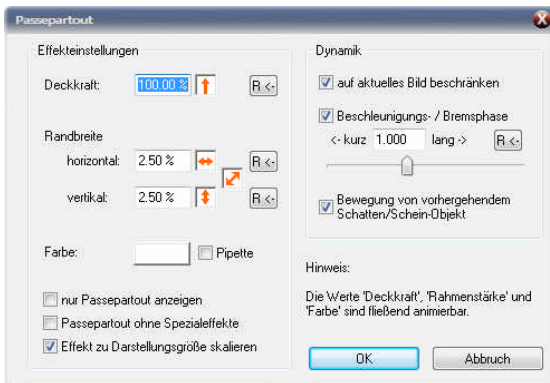 Passepartout
Effekteinstellungen
Deckkraft: 100.00 % R <-
Randbreite
horizontal: 2.50 % R <-
vertikal: 2.50 % R <-
Farbe: Pipette
nur Passepartout anzeigen
Passepartout ohne Spezialeffekte
Effekt zu Darstellungsgröße skalieren
Dynamik
auf aktuelles Bild beschränken
Beschleunigungs- / Bremsphase
<- kurz 1.000 lang -> R <-
Bewegung von vorhergehendem
Schatten/Schein-Objekt
Hinweis:
Die Werte 'Deckkraft', 'Rahmenstärke' und
'Farbe' sind fließend animierbar.
OK Abbruch